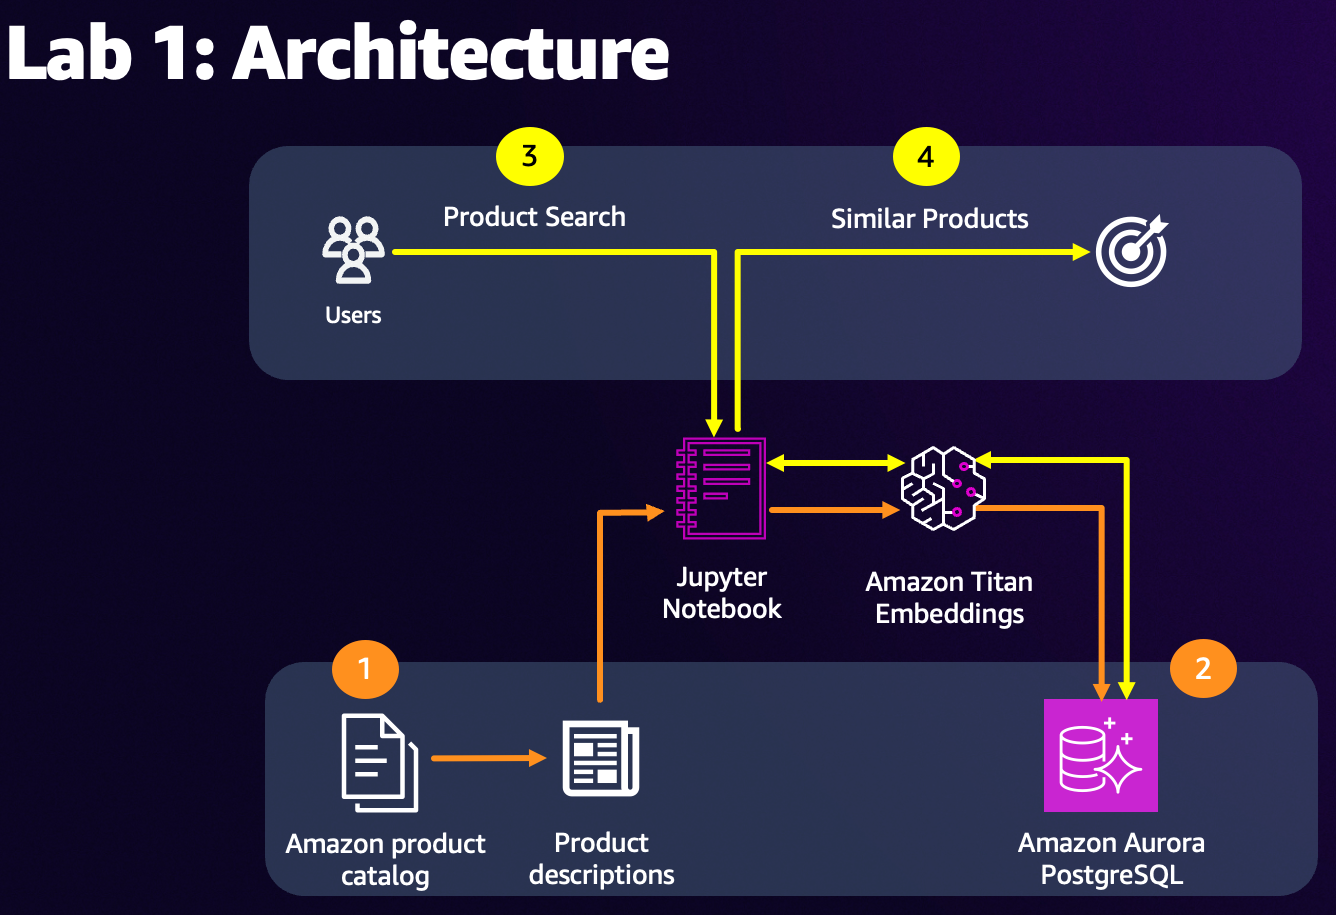 Lab 1: Architecture
3
4
Product Search
Similar Products
Users
Jupyter
Notebook
Amazon Titan
Embeddings
1
2
Amazon product
catalog
Product
descriptions
Amazon Aurora
PostgreSQL